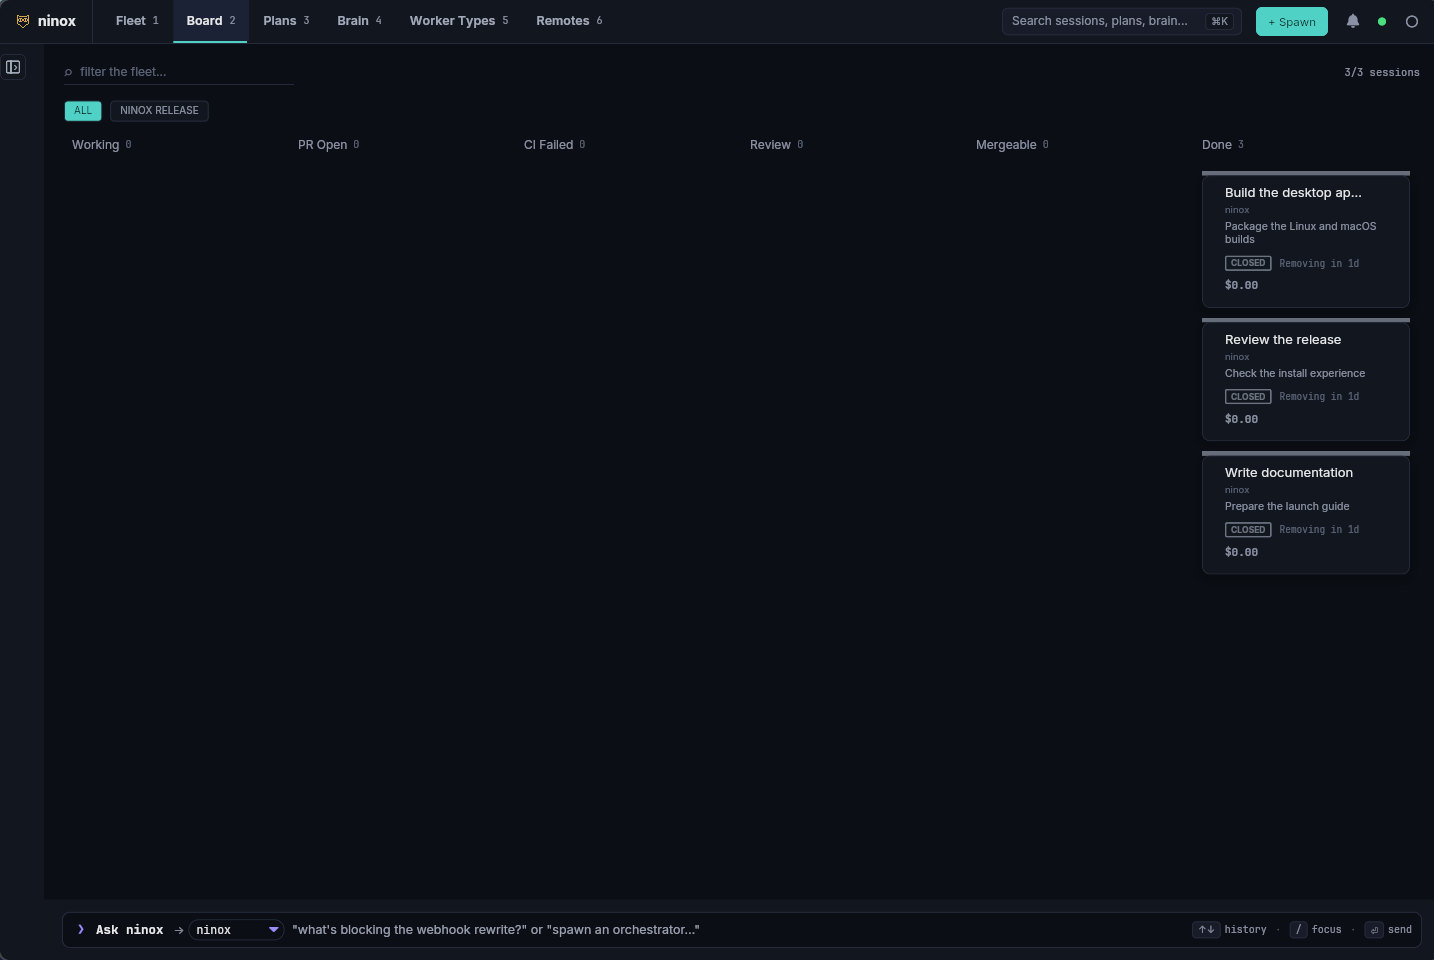 ninox
Fleet 1
Board 2
Plans 3
Brain 4
Worker Types 5
Remotes 6
Search sessions, plans, brain... ⌘K
+ Spawn
filter the fleet...
3/3 sessions
ALL
NINOX RELEASE
Working 0
PR Open 0
CI Failed 0
Review 0
Mergeable 0
Done 3
Build the desktop ap...
ninox
Package the Linux and macOS
builds
CLOSED Removing in 1d
$0.00
Review the release
ninox
Check the install experience
CLOSED Removing in 1d
$0.00
Write documentation
ninox
Prepare the launch guide
CLOSED Removing in 1d
$0.00
❯ Ask ninox → ninox "what's blocking the webhook rewrite?" or "spawn an orchestrator..."
↑↓ history · / focus · ⏎ send